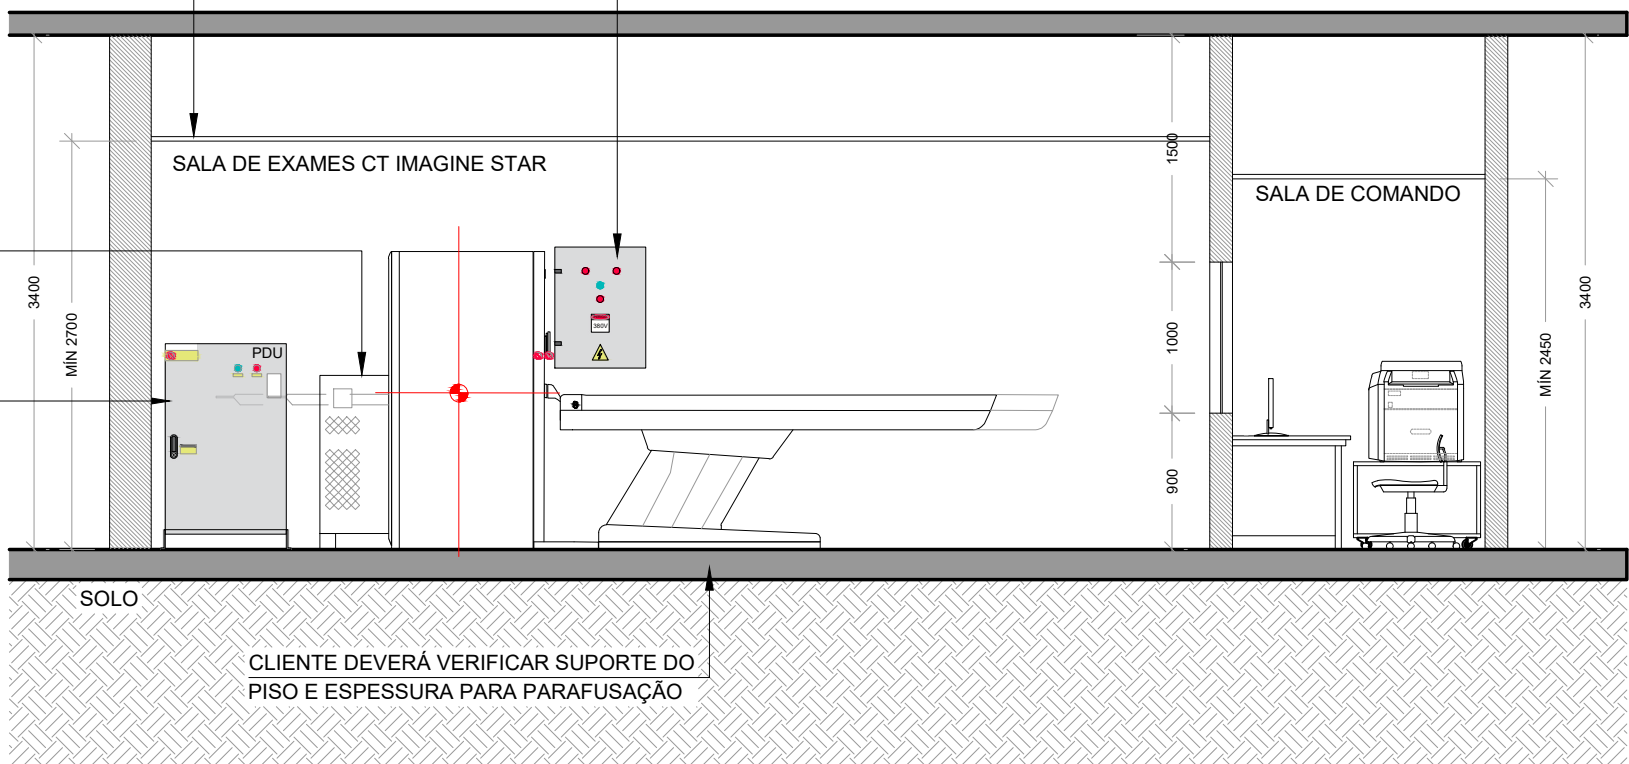 SALA DE EXAMES CT IMAGINE STAR
SALA DE COMANDO
1500
1000
900
3400
MÍN 2700
MÍN 2450
3400
PDU
380V
SOLO
CLIENTE DEVERÁ VERIFICAR SUPORTE DO
PISO E ESPESSURA PARA PARAFUSAÇÃO